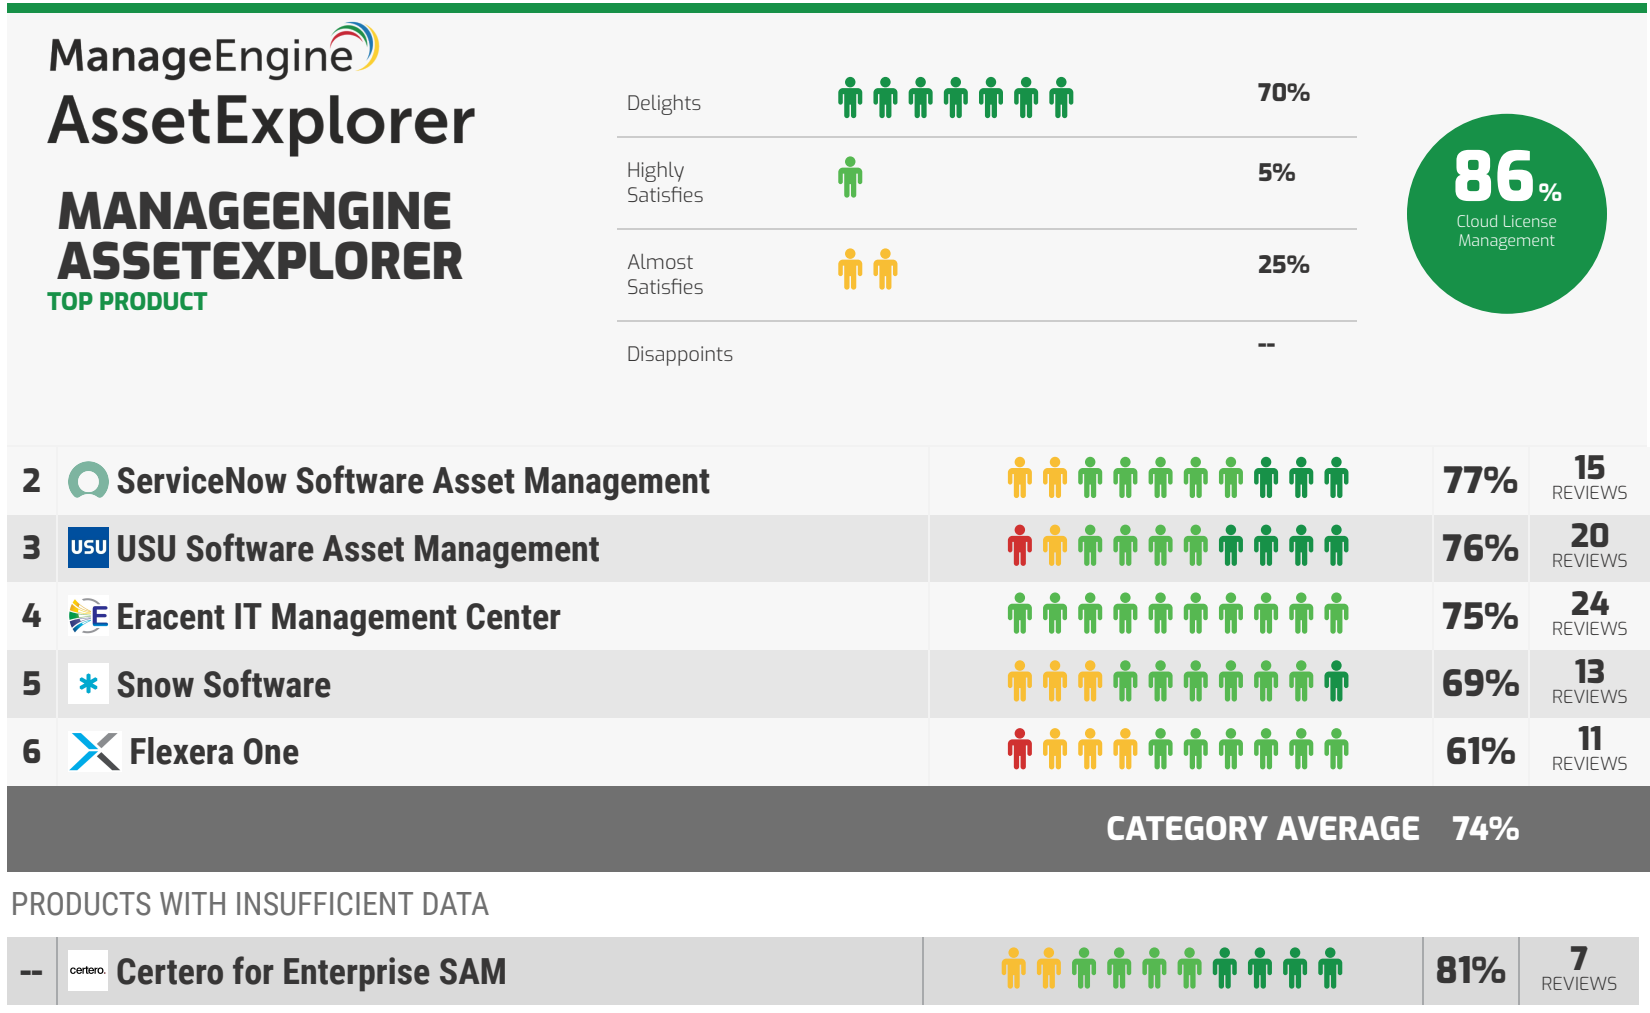 ManageEngine
AssetExplorer
MANAGEENGINE
ASSETEXPLORER
TOP PRODUCT
Delights
70%
Highly
Satisfies
5%
Almost
Satisfies
25%
Disappoints
--
86%
Cloud License
Management
2 ServiceNow Software Asset Management 77% 15
REVIEWS
3 USU USU Software Asset Management 76% 20
REVIEWS
4 E Eracent IT Management Center 75% 24
REVIEWS
5 Snow Software 69% 13
REVIEWS
6 Flexera One 61% 11
REVIEWS
CATEGORY AVERAGE 74%
PRODUCTS WITH INSUFFICIENT DATA
-- certero. Certero for Enterprise SAM 81% 7
REVIEWS